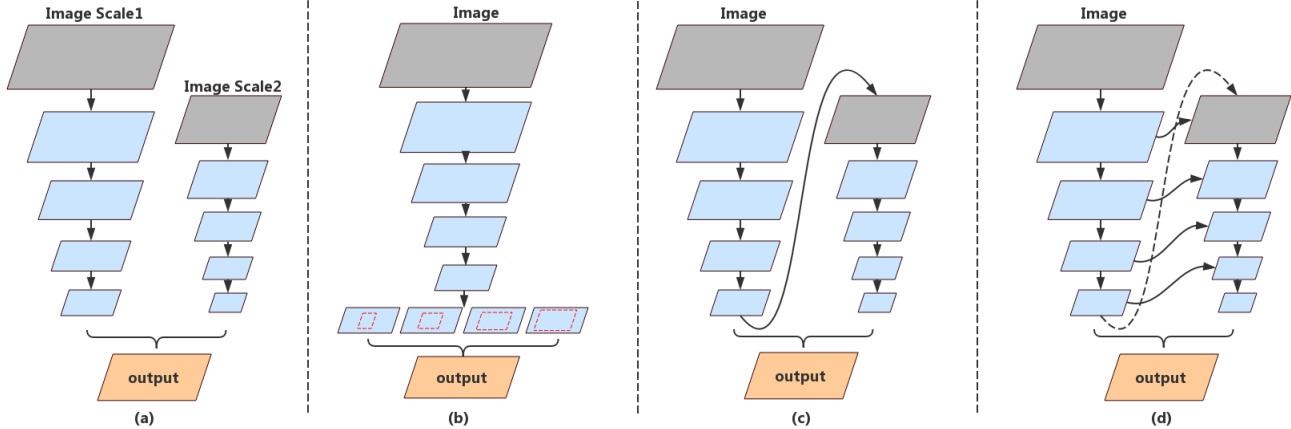 Image Scale1
Image Scale2
output
(a)
Image
output
(b)
Image
output
(c)
Image
output
(d)